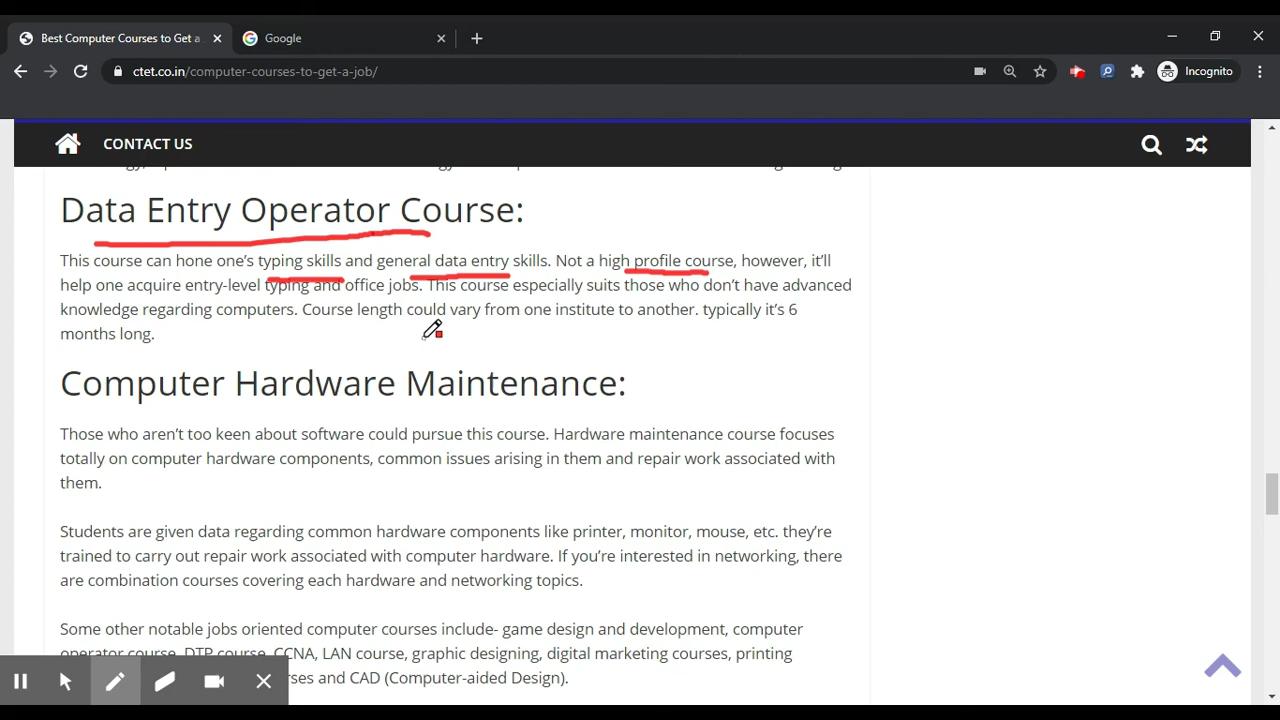 Best Computer Courses to Get a
Google
ctet.co.in/computer-courses-to-get-a-job/
Incognito
CONTACT US
Data Entry Operator Course:
This course can hone one's typing skills and general data entry skills. Not a high profile course, however, it'll
help one acquire entry-level typing and office jobs. This course especially suits those who don't have advanced
knowledge regarding computers. Course length could vary from one institute to another. typically it's 6
months long.
Computer Hardware Maintenance:
Those who aren't too keen about software could pursue this course. Hardware maintenance course focuses
totally on computer hardware components, common issues arising in them and repair work associated with
them.
Students are given data regarding common hardware components like printer, monitor, mouse, etc. they're
trained to carry out repair work associated with computer hardware. If you're interested in networking, there
are combination courses covering each hardware and networking topics.
Some other notable jobs oriented computer courses include- game design and development, computer
operator course, DTP course, CCNA, LAN course, graphic designing, digital marketing courses, printing
and CAD (Computer-aided Design).